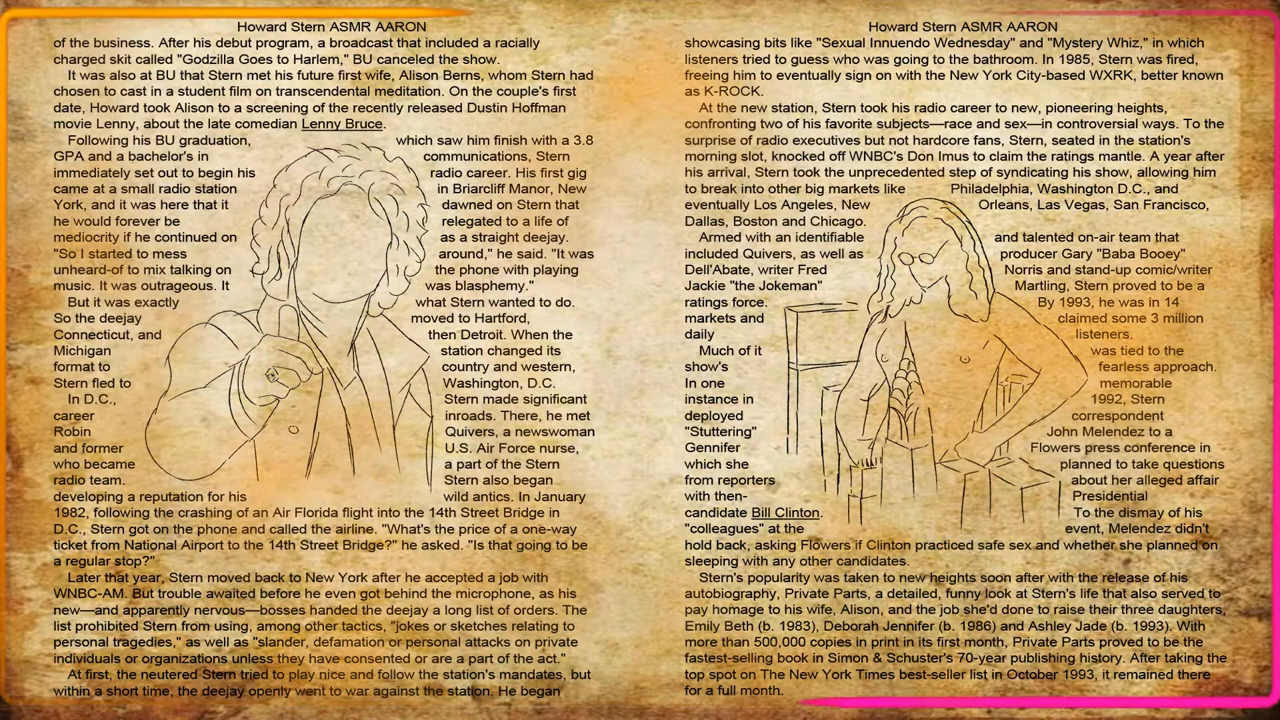 Howard Stern ASMR AARON
of the business. After his debut program, a broadcast that included a racially
charged skit called "Godzilla Goes to Harlem," BU canceled the show.
It was also at BU that Stern met his future first wife, Alison Berns, whom Stern had
chosen to cast in a student film on transcendental meditation. On the couple's first
date, Howard took Alison to a screening of the recently released Dustin Hoffman
movie Lenny, about the late comedian Lenny Bruce.
Following his BU graduation, which saw him finish with a 3.8
GPA and a bachelor's in communications, Stern
immediately set out to begin his radio career. His first gig
came at a small radio station in Briarcliff Manor, New
York, and it was here that it dawned on Stern that
he would forever be relegated to a life of
mediocrity if he continued on as a straight deejay.
"So I started to mess around," he said. "It was
unheard-of to mix talking on the phone with playing
music. It was outrageous. It was blasphemy."
But it was exactly what Stern wanted to do.
So the deejay moved to Hartford,
Connecticut, and then Detroit. When the
Michigan station changed its
format to country and western,
Stern fled to Washington, D.C.
In D.C., Stern made significant
career inroads. There, he met
Robin Quivers, a newswoman
and former U.S. Air Force nurse,
who became a part of the Stern
radio team. Stern also began
developing a reputation for his wild antics. In January
1982, following the crashing of an Air Florida flight into the 14th Street Bridge in
D.C., Stern got on the phone and called the airline. "What's the price of a one-way
ticket from National Airport to the 14th Street Bridge?" he asked. "Is that going to be
a regular stop?"
Later that year, Stern moved back to New York after he accepted a job with
WNBC-AM. But trouble awaited before he even got behind the microphone, as his
new—and apparently nervous—bosses handed the deejay a long list of orders. The
list prohibited Stern from using, among other tactics, "jokes or sketches relating to
personal tragedies," as well as "slander, defamation or personal attacks on private
individuals or organizations unless they have consented or are a part of the act."
At first, the neutered Stern tried to play nice and follow the station's mandates, but
within a short time, the deejay openly went to war against the station. He began
Howard Stern ASMR AARON
showcasing bits like "Sexual Innuendo Wednesday" and "Mystery Whiz," in which
listeners tried to guess who was going to the bathroom. In 1985, Stern was fired,
freeing him to eventually sign on with the New York City-based WXRK, better known
as K-ROCK.
At the new station, Stern took his radio career to new, pioneering heights,
confronting two of his favorite subjects—race and sex—in controversial ways. To the
surprise of radio executives but not hardcore fans, Stern, seated in the station's
morning slot, knocked off WNBC's Don Imus to claim the ratings mantle. A year after
his arrival, Stern took the unprecedented step of syndicating his show, allowing him
to break into other big markets like Philadelphia, Washington D.C., and
eventually Los Angeles, New Orleans, Las Vegas, San Francisco,
Dallas, Boston and Chicago.
Armed with an identifiable and talented on-air team that
included Quivers, as well as producer Gary "Baba Booey"
Dell'Abate, writer Fred Norris and stand-up comic/writer
Jackie "the Jokeman" Martling, Stern proved to be a
ratings force. By 1993, he was in 14
markets and claimed some 3 million
daily listeners.
Much of it was tied to the
show's fearless approach.
In one memorable
instance in 1992, Stern
deployed correspondent
"Stuttering" John Melendez to a
Gennifer Flowers press conference in
which she planned to take questions
from reporters about her alleged affair
with then- Presidential
candidate Bill Clinton. To the dismay of his
"colleagues" at the event, Melendez didn't
hold back, asking Flowers if Clinton practiced safe sex and whether she planned on
sleeping with any other candidates.
Stern's popularity was taken to new heights soon after with the release of his
autobiography, Private Parts, a detailed, funny look at Stern's life that also served to
pay homage to his wife, Alison, and the job she'd done to raise their three daughters,
Emily Beth (b. 1983), Deborah Jennifer (b. 1986) and Ashley Jade (b. 1993). With
more than 500,000 copies in print in its first month, Private Parts proved to be the
fastest-selling book in Simon & Schuster's 70-year publishing history. After taking the
top spot on The New York Times best-seller list in October 1993, it remained there
for a full month.